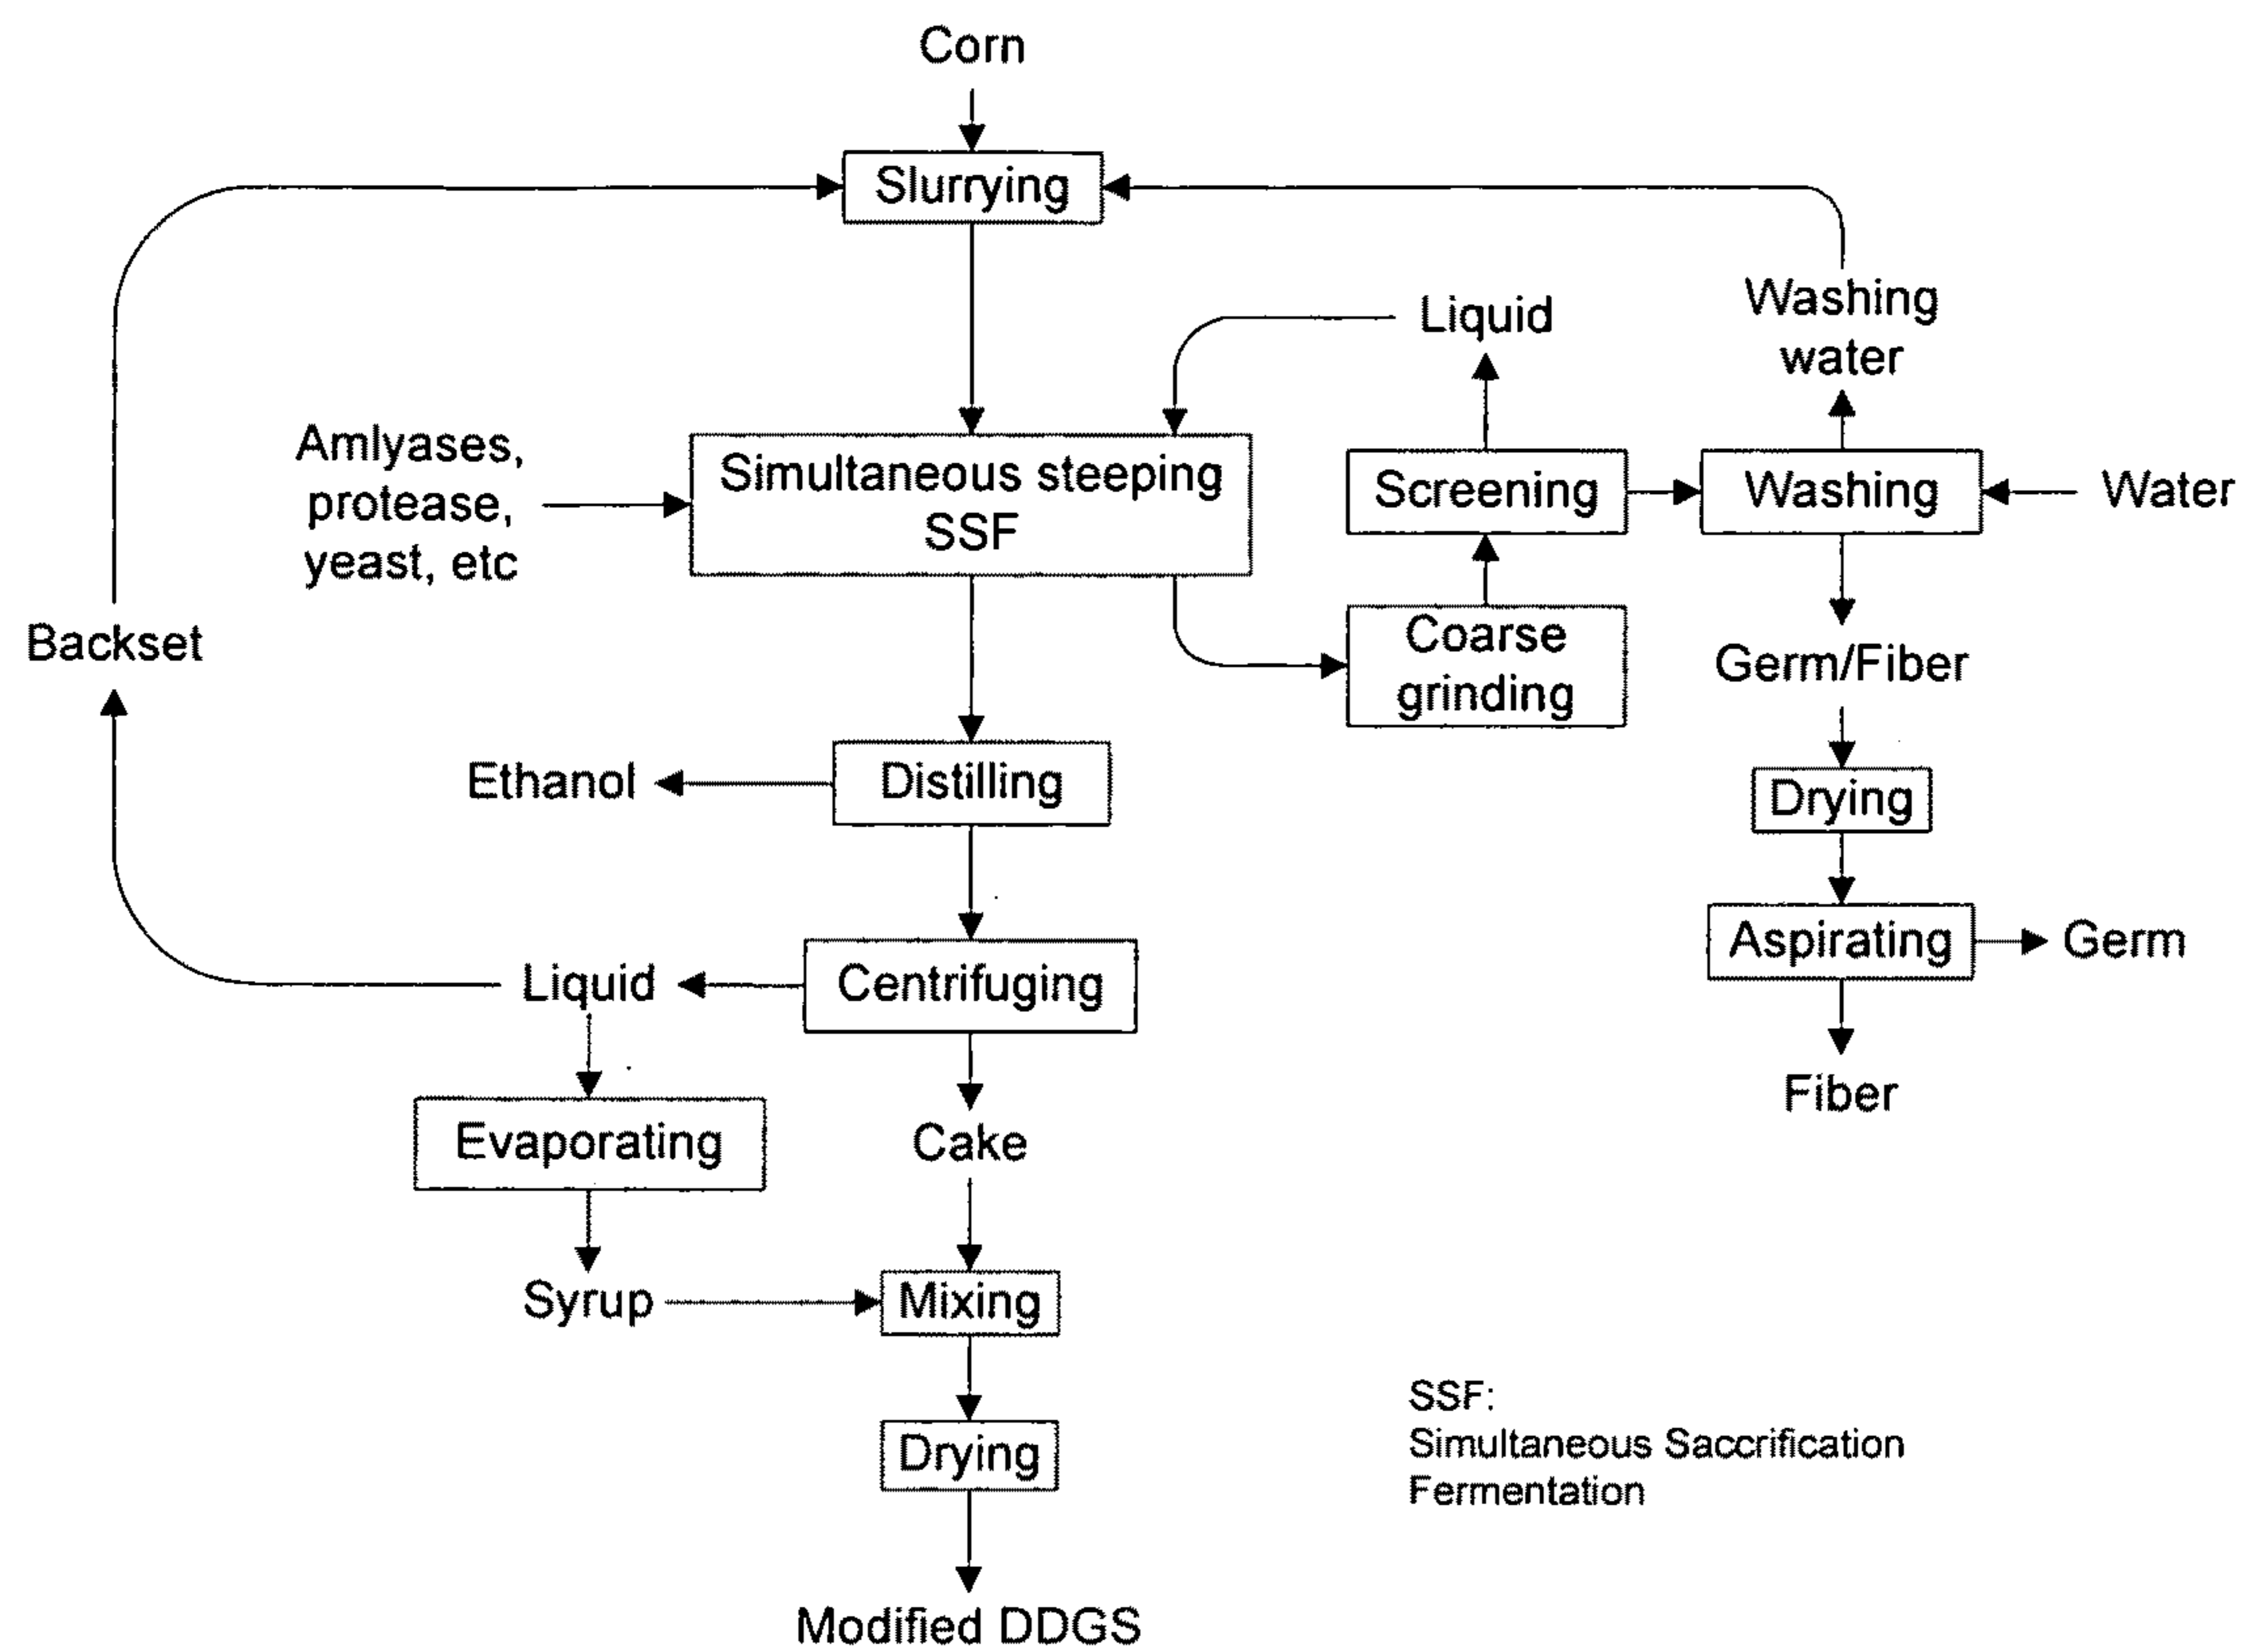 Corn
Slurrying
Liquid
Washing
water
Amlyases,
protease,
yeast, etc
Simultaneous steeping
SSF
Screening
Washing
Water
Backset
Coarse
grinding
Germ/Fiber
Ethanol
Distilling
Drying
Liquid
Centrifuging
Aspirating
Germ
Evaporating
Cake
Fiber
Syrup
Mixing
Drying
SSF:
Simultaneous Saccrification
Fermentation
Modified DDGS